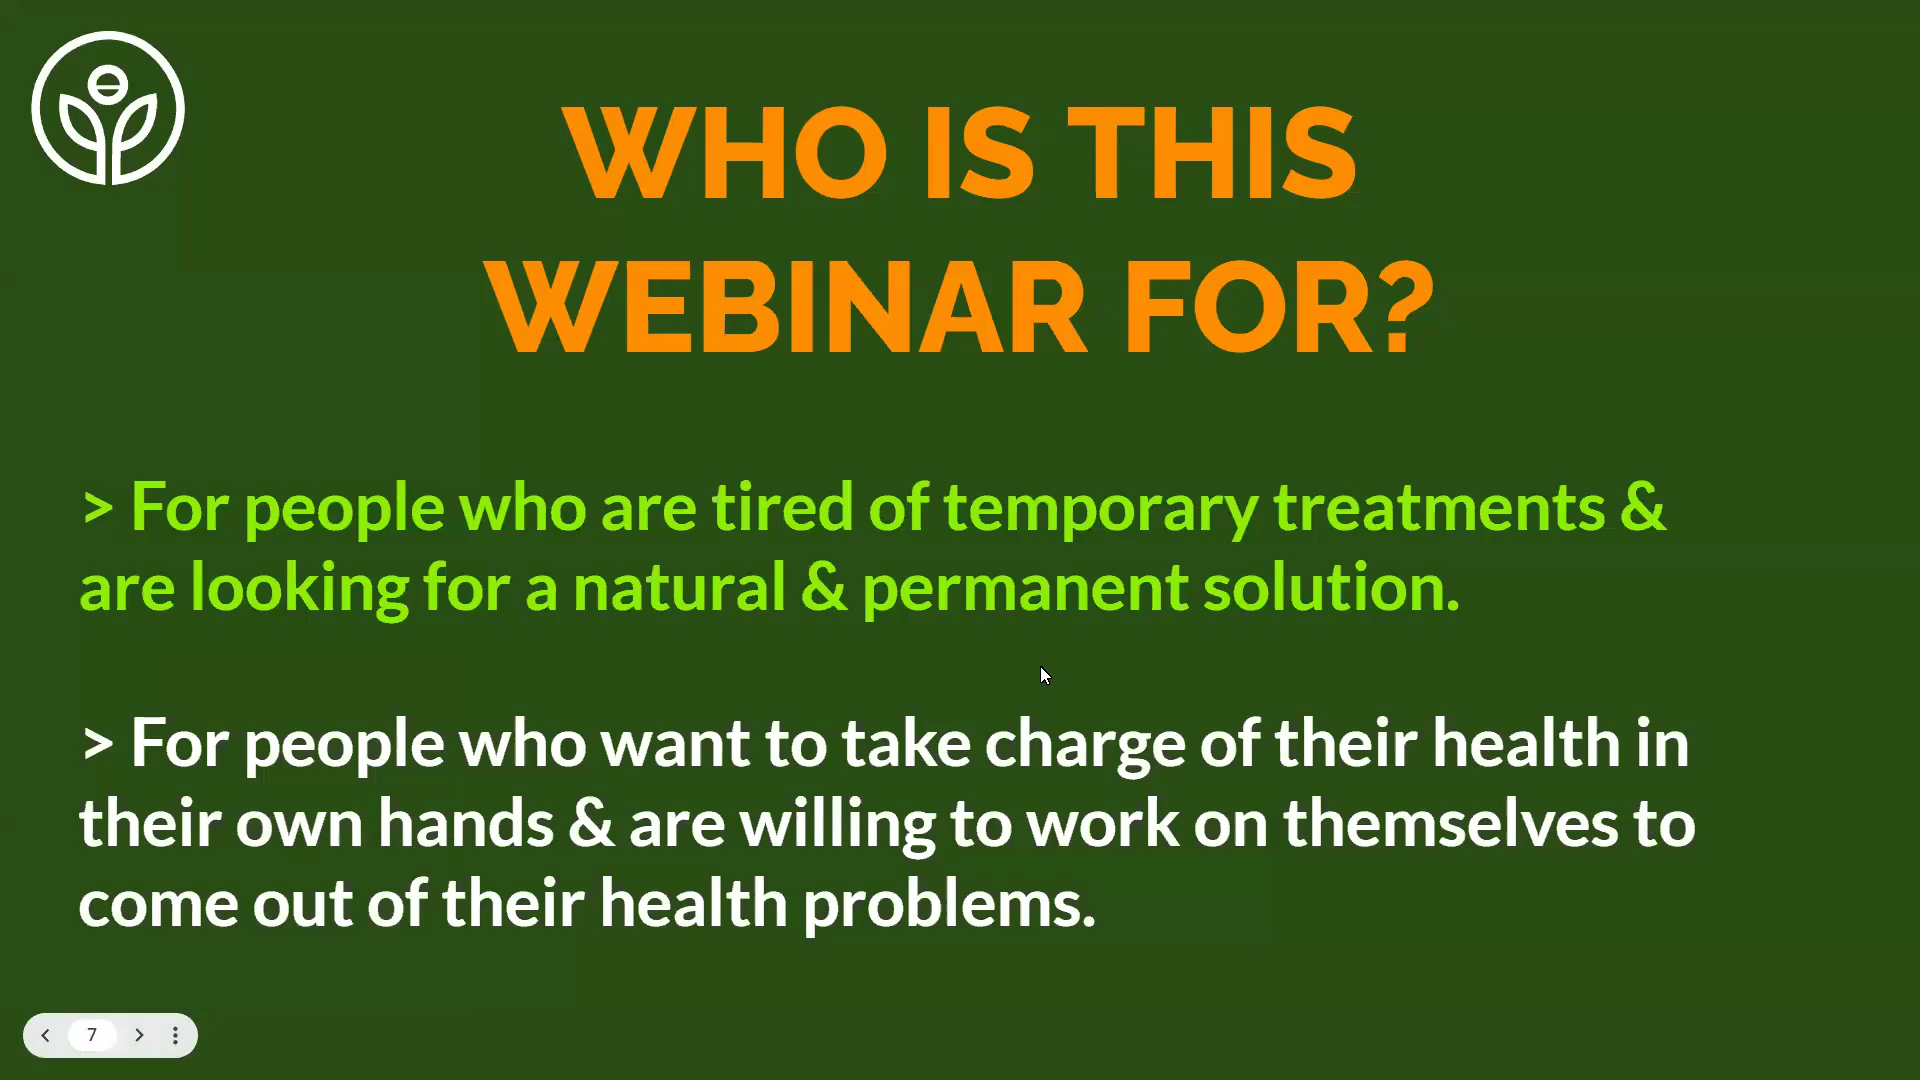 WHO IS THIS
WEBINAR FOR?
> For people who are tired of temporary treatments &
are looking for a natural & permanent solution.
> For people who want to take charge of their health in
their own hands & are willing to work on themselves to
come out of their health problems.
7